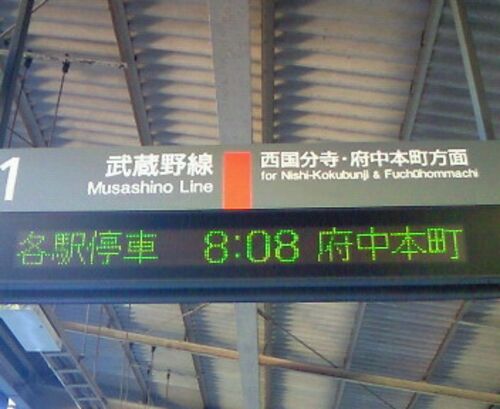 1 武蔵野線 西国分寺・府中本町方面
Musashino Line for Nishi-Kokubunji & Fuchūhommachi
各駅停車 8:08 府中本町